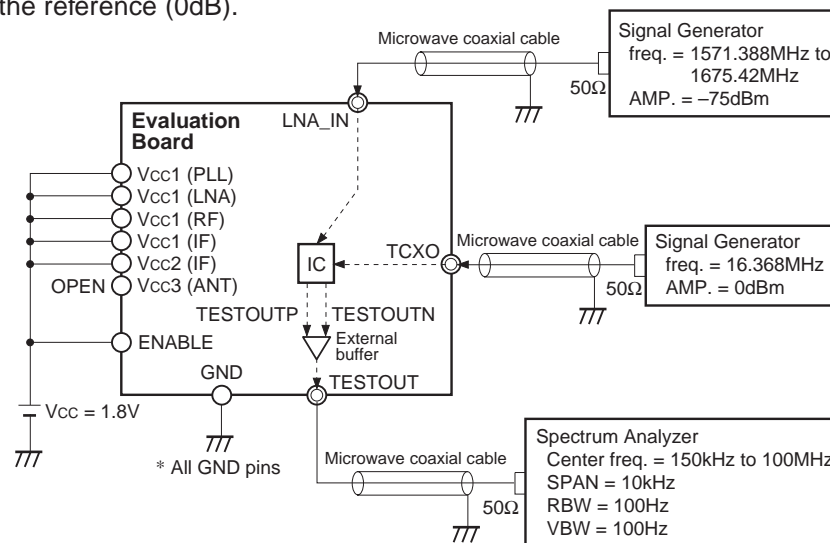 the reference (0dB).
Microwave coaxial cable
50Ω
Signal Generator
freq. = 1571.388MHz to
1675.42MHz
AMP. = –75dBm
Evaluation
Board
LNA_IN
Vcc1 (PLL)
Vcc1 (LNA)
Vcc1 (RF)
Vcc1 (IF)
Vcc2 (IF)
OPEN
Vcc3 (ANT)
ENABLE
IC
TCXO
Microwave coaxial cable
50Ω
Signal Generator
freq. = 16.368MHz
AMP. = 0dBm
TESTOUTP
TESTOUTN
External
buffer
GND
TESTOUT
Vcc = 1.8V
* All GND pins
Microwave coaxial cable
50Ω
Spectrum Analyzer
Center freq. = 150kHz to 100MHz
SPAN = 10kHz
RBW = 100Hz
VBW = 100Hz